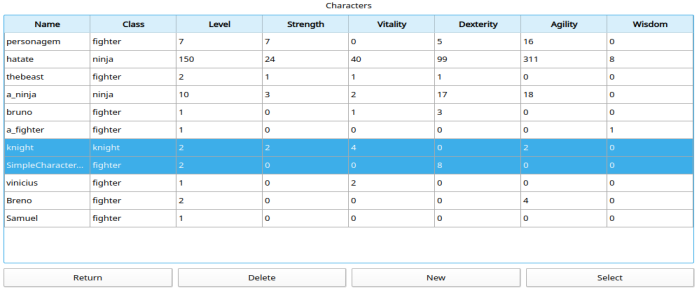 Characters
Name Class Level Strength Vitality Dexterity Agility Wisdom
personagem fighter 7 7 0 5 16 0
hatate ninja 150 24 40 99 311 8
thebeast fighter 2 1 1 1 0 0
a_ninja ninja 10 3 2 17 18 0
bruno fighter 1 0 1 3 0 0
a_fighter fighter 1 0 0 0 0 1
knight knight 2 2 4 0 2 0
SimpleCharacter... fighter 2 0 0 8 0 0
vinicius fighter 1 0 2 0 0 0
Breno fighter 2 0 0 0 4 0
Samuel fighter 1 0 0 0 0 0
Return Delete New Select